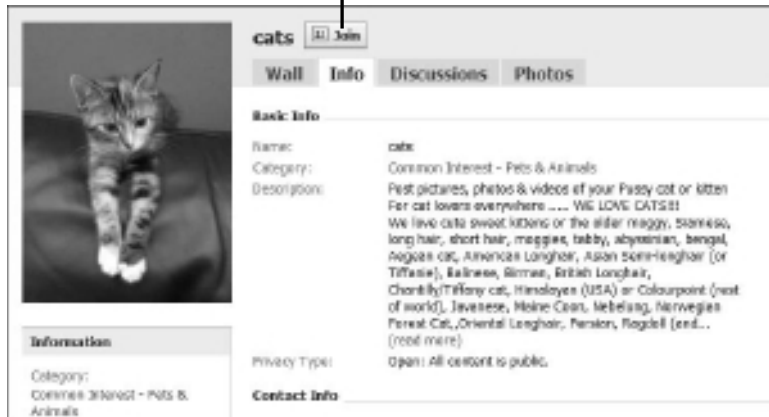 cats Join
Wall Info Discussions Photos
Basic Info
Name: cats
Category: Common Interest - Pets & Animals
Description: Post pictures, photos & videos of your Pussy cat or kitten
For cat lovers everywhere ..... WE LOVE CATS!!!
We love cute sweet kittens or the older moggy, Siamese,
long hair, short hair, moggies, tabby, abyssinian, bengal,
Aegean cat, American Longhair, Asian Semi-longhair (or
Tiffanie), Balinese, Birman, British Longhair,
Chantilly/Tiffany cat, Himalayan (USA) or Colourpoint (rest
of world), Javanese, Maine Coon, Nebelung, Norwegian
Forest Cat,,Oriental Longhair, Persian, Ragdoll (and...
(read more)
Privacy Type: Open: All content is public.
Contact Info
Information
Category:
Common Interest - Pets &
Animals